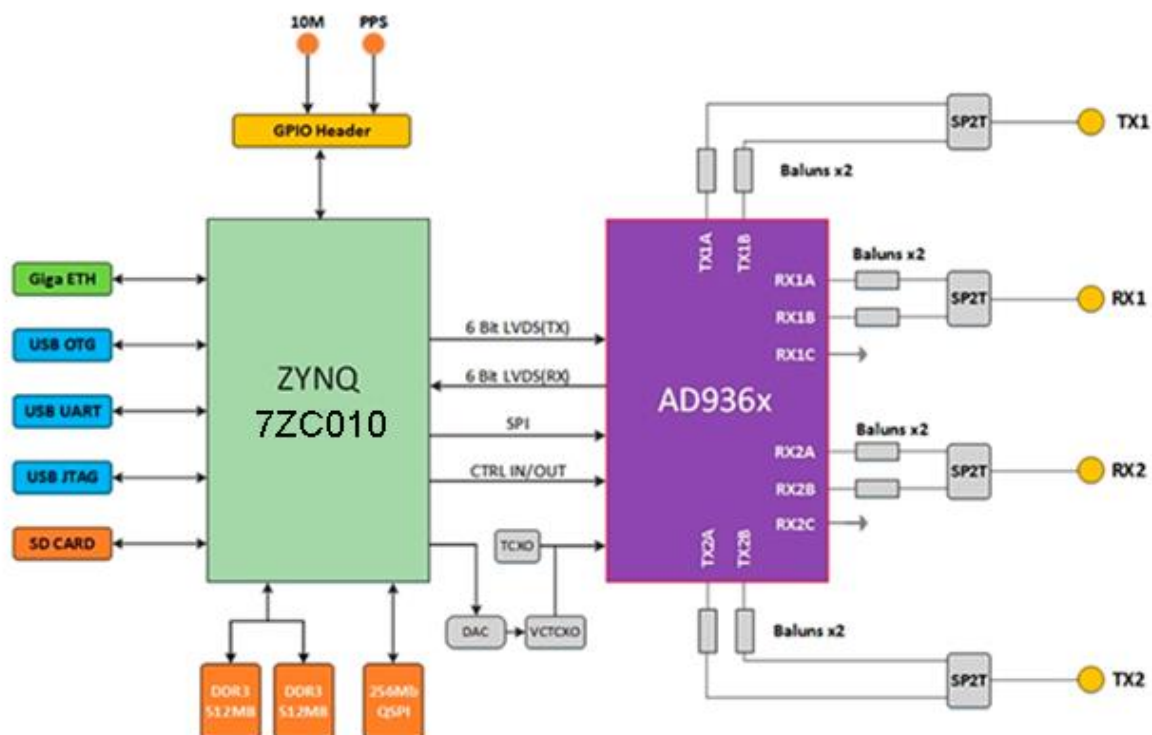 10M
PPS
GPIO Header
SP2T
TX1
Baluns x2
TX1A
TX1B
Giga ETH
USB OTG
USB UART
USB JTAG
SD CARD
ZYNQ
7ZC010
6 Bit LVDS(TX)
6 Bit LVDS(RX)
SPI
CTRL IN/OUT
TCXO
DAC
VCTCXO
AD936x
RX1A
RX1B
RX1C
Baluns x2
SP2T
RX1
RX2A
RX2B
RX2C
Baluns x2
SP2T
RX2
TX2A
TX2B
Baluns x2
SP2T
TX2
DDR3
512MB
DDR3
512MB
256Mb
QSPI